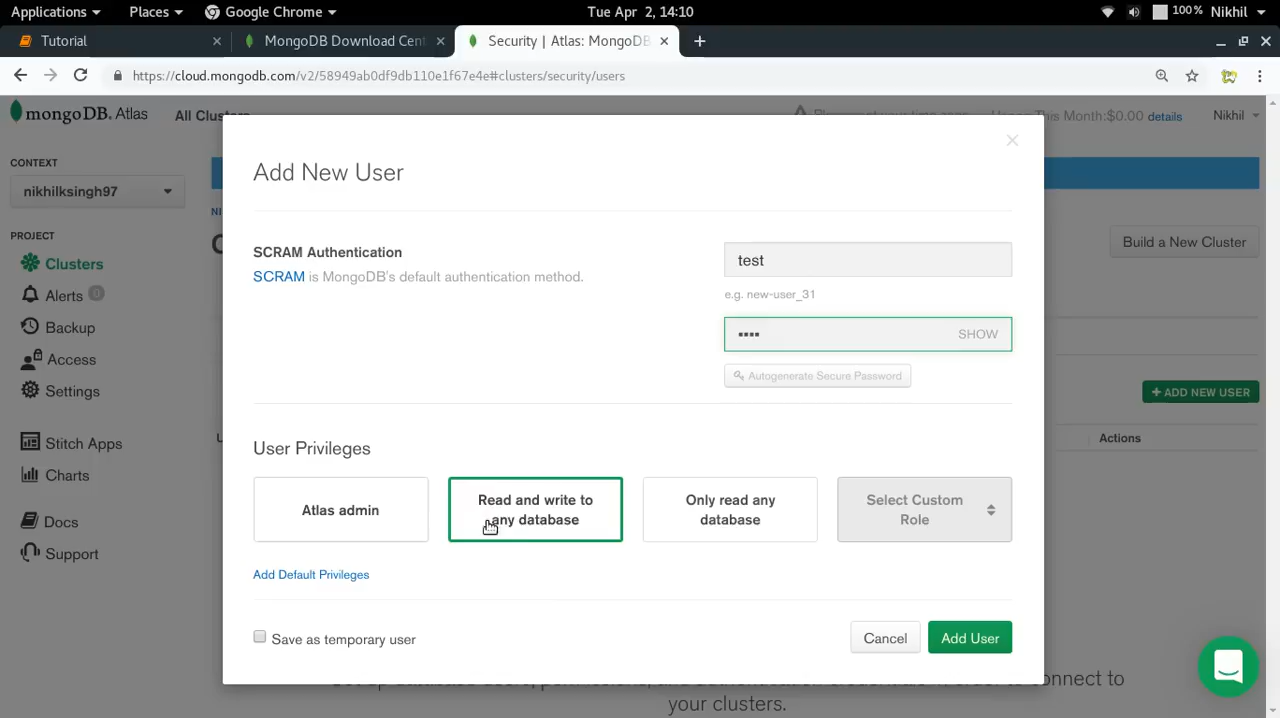 Applications Places Google Chrome Tue Apr 2, 14:10 100% Nikhil
Tutorial MongoDB Download Cent Security | Atlas: MongoDB
https://cloud.mongodb.com/v2/58949ab0df9db110e1f67e4e#clusters/security/users
mongoDB. Atlas All Clusters This Month:$0.00 details Nikhil
CONTEXT
nikhilksingh97
PROJECT
Clusters
Alerts 0
Backup
Access
Settings
Stitch Apps
Charts
Docs
Support
Build a New Cluster
+ ADD NEW USER
Actions
Add New User
SCRAM Authentication
SCRAM is MongoDB's default authentication method.
test
e.g. new-user_31
•••• SHOW
Autogenerate Secure Password
User Privileges
Atlas admin
Read and write to
any database
Only read any
database
Select Custom
Role
Add Default Privileges
Save as temporary user
Cancel
Add User
connect to
your clusters.